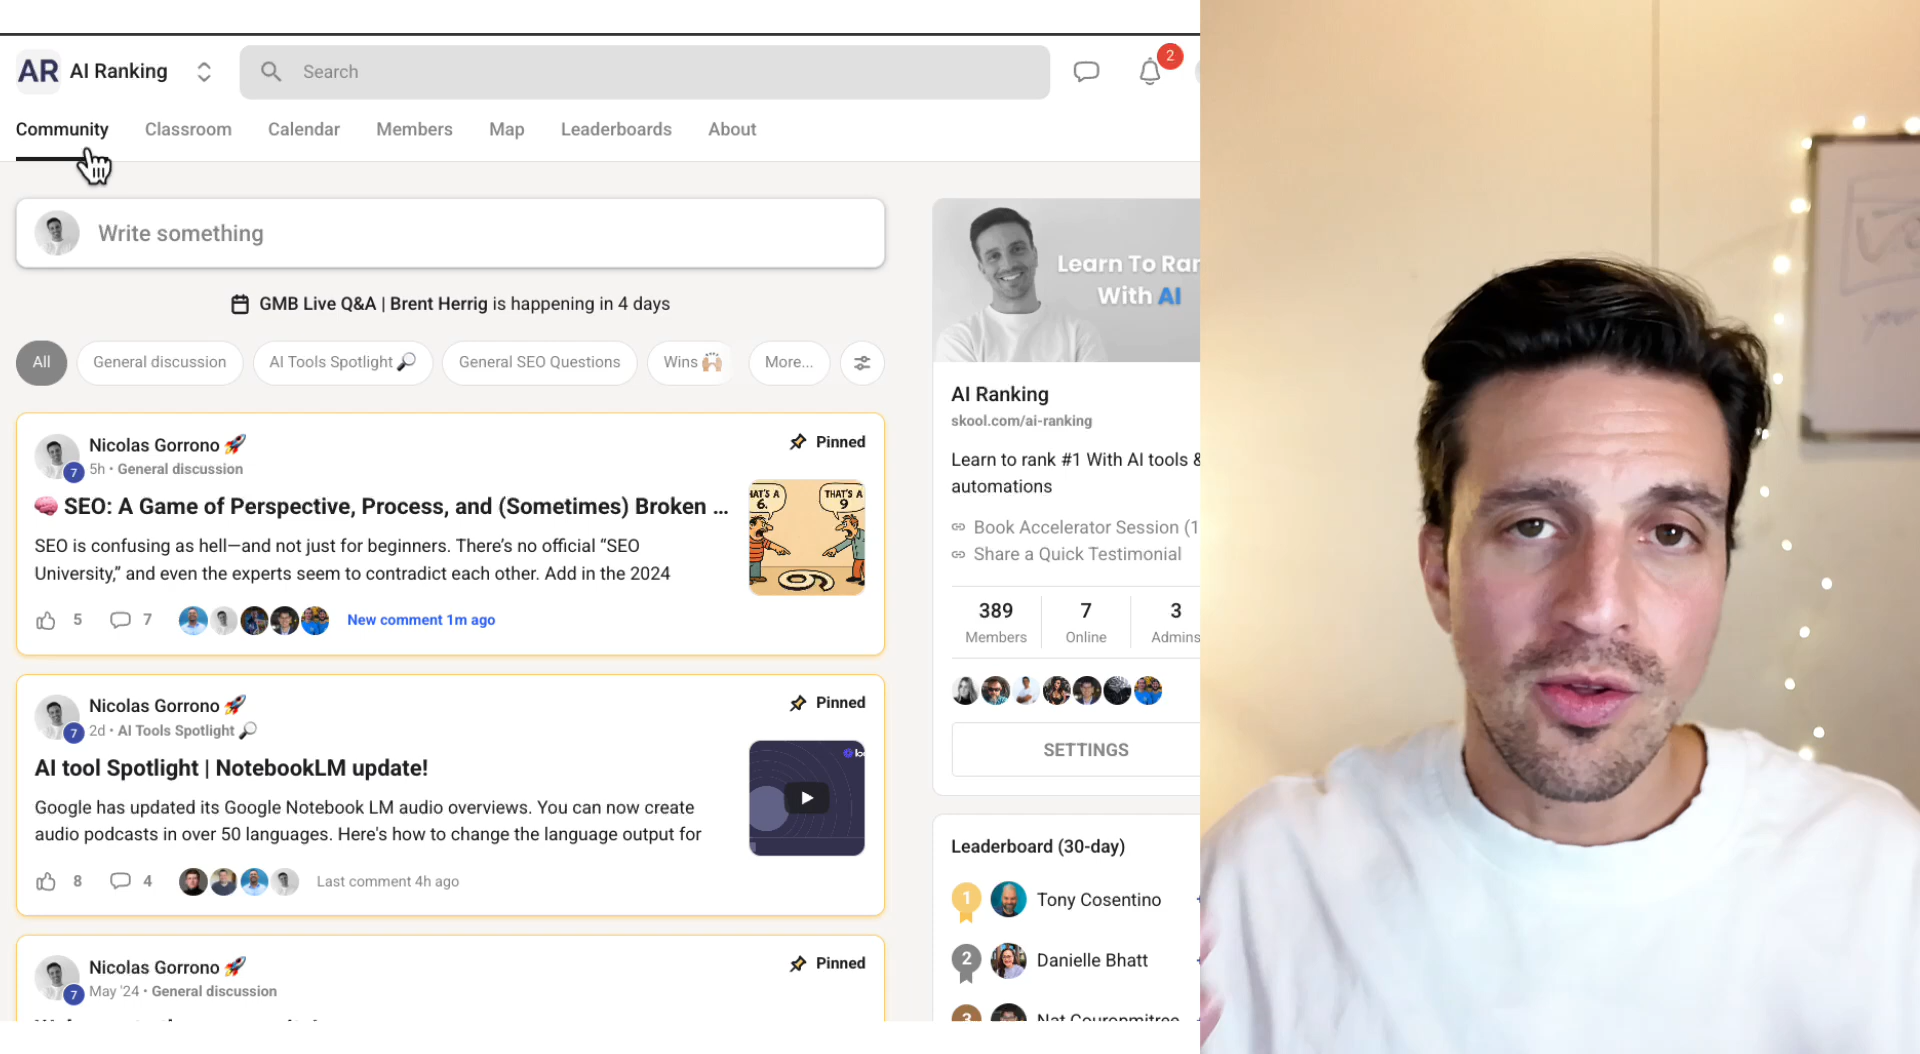 AR AI Ranking
Search
2
Community Classroom Calendar Members Map Leaderboards About
Write something
GMB Live Q&A | Brent Herrig is happening in 4 days
All General discussion AI Tools Spotlight General SEO Questions Wins More...
Nicolas Gorrono
Pinned
7 5h • General discussion
🧠 SEO: A Game of Perspective, Process, and (Sometimes) Broken ...
SEO is confusing as hell—and not just for beginners. There's no official “SEO
University,” and even the experts seem to contradict each other. Add in the 2024
THAT'S A
6.
THAT'S A
9
5 7 New comment 1m ago
Nicolas Gorrono
Pinned
7 2d • AI Tools Spotlight
AI tool Spotlight | NotebookLM update!
Google has updated its Google Notebook LM audio overviews. You can now create
audio podcasts in over 50 languages. Here's how to change the language output for
8 4 Last comment 4h ago
Nicolas Gorrono
Pinned
7 May '24 • General discussion
Learn To Ran
With AI
AI Ranking
skool.com/ai-ranking
Learn to rank #1 With AI tools &
automations
Book Accelerator Session (1
Share a Quick Testimonial
389 7 3
Members Online Admins
SETTINGS
Leaderboard (30-day)
1 Tony Cosentino
2 Danielle Bhatt
3